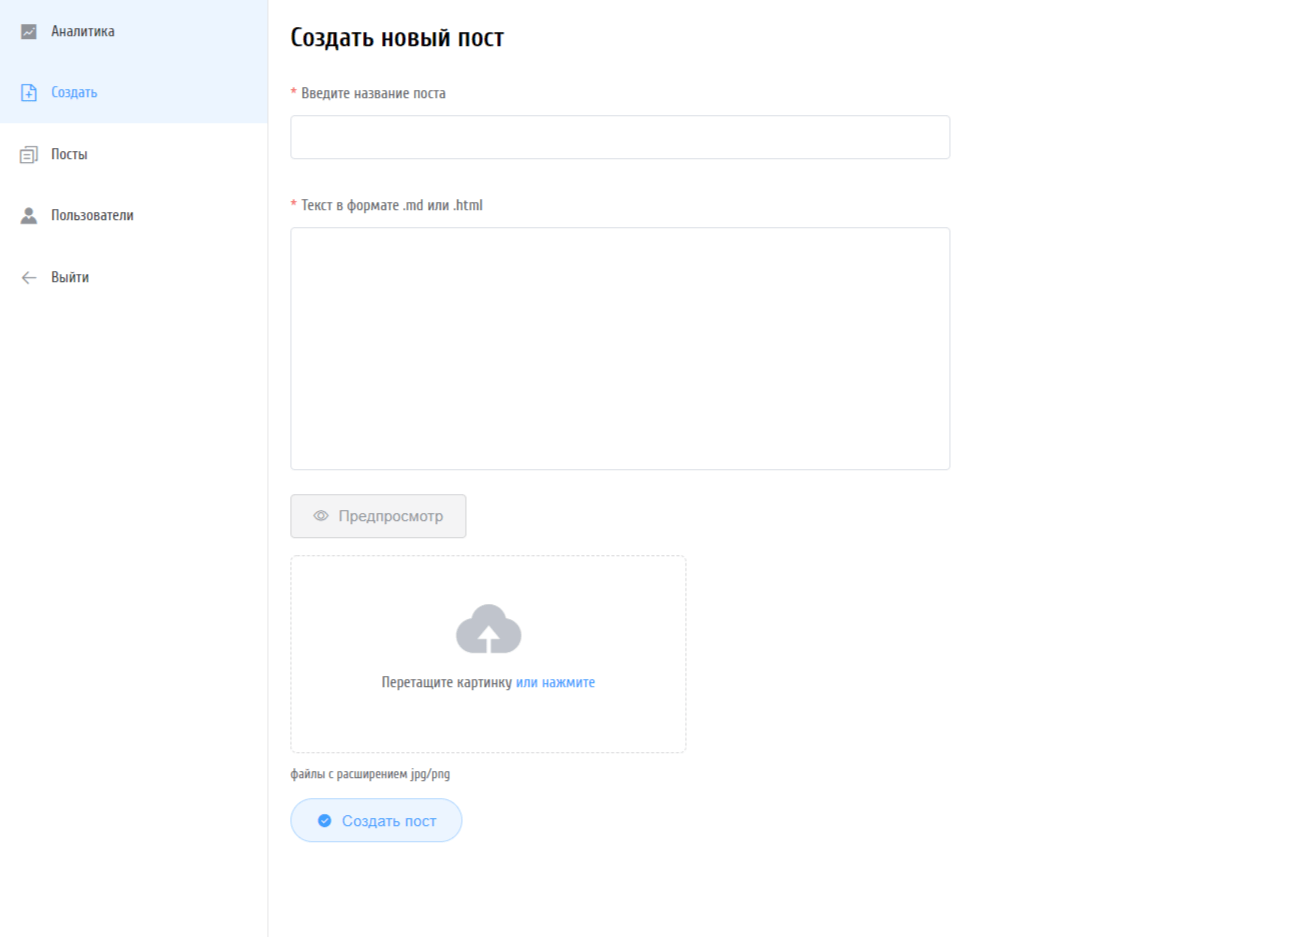 Аналитика
Создать
Посты
Пользователи
Выйти
Создать новый пост
* Введите название поста
* Текст в формате .md или .html
Предпросмотр
Перетащите картинку или нажмите
файлы с расширением jpg/png
Создать пост